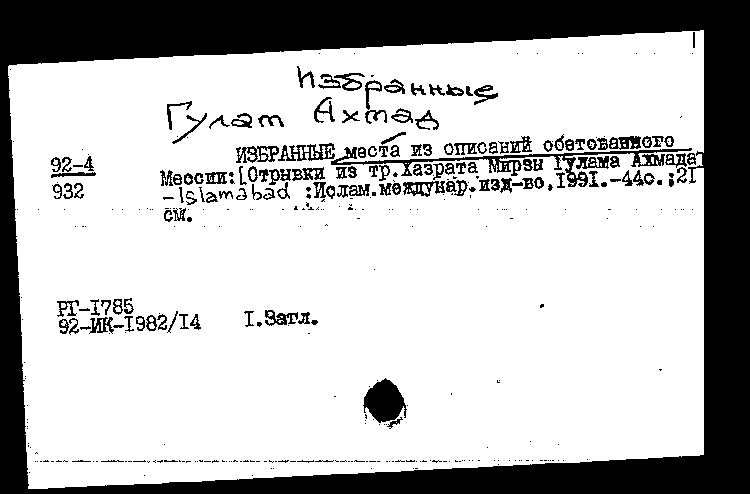 Избранные
Гулам Ахмад
ИЗБРАННЫЕ места из описаний обетованного
92-4
Мессии:[Отрывки из тр.Хазрата Мирзы Гулама Ахмада]
932
-Islamabad :Ислам.междунар.изд-во,1991.-44с.;21
см.
РГ-1785
92-ИК-1982/14 1.Загл.